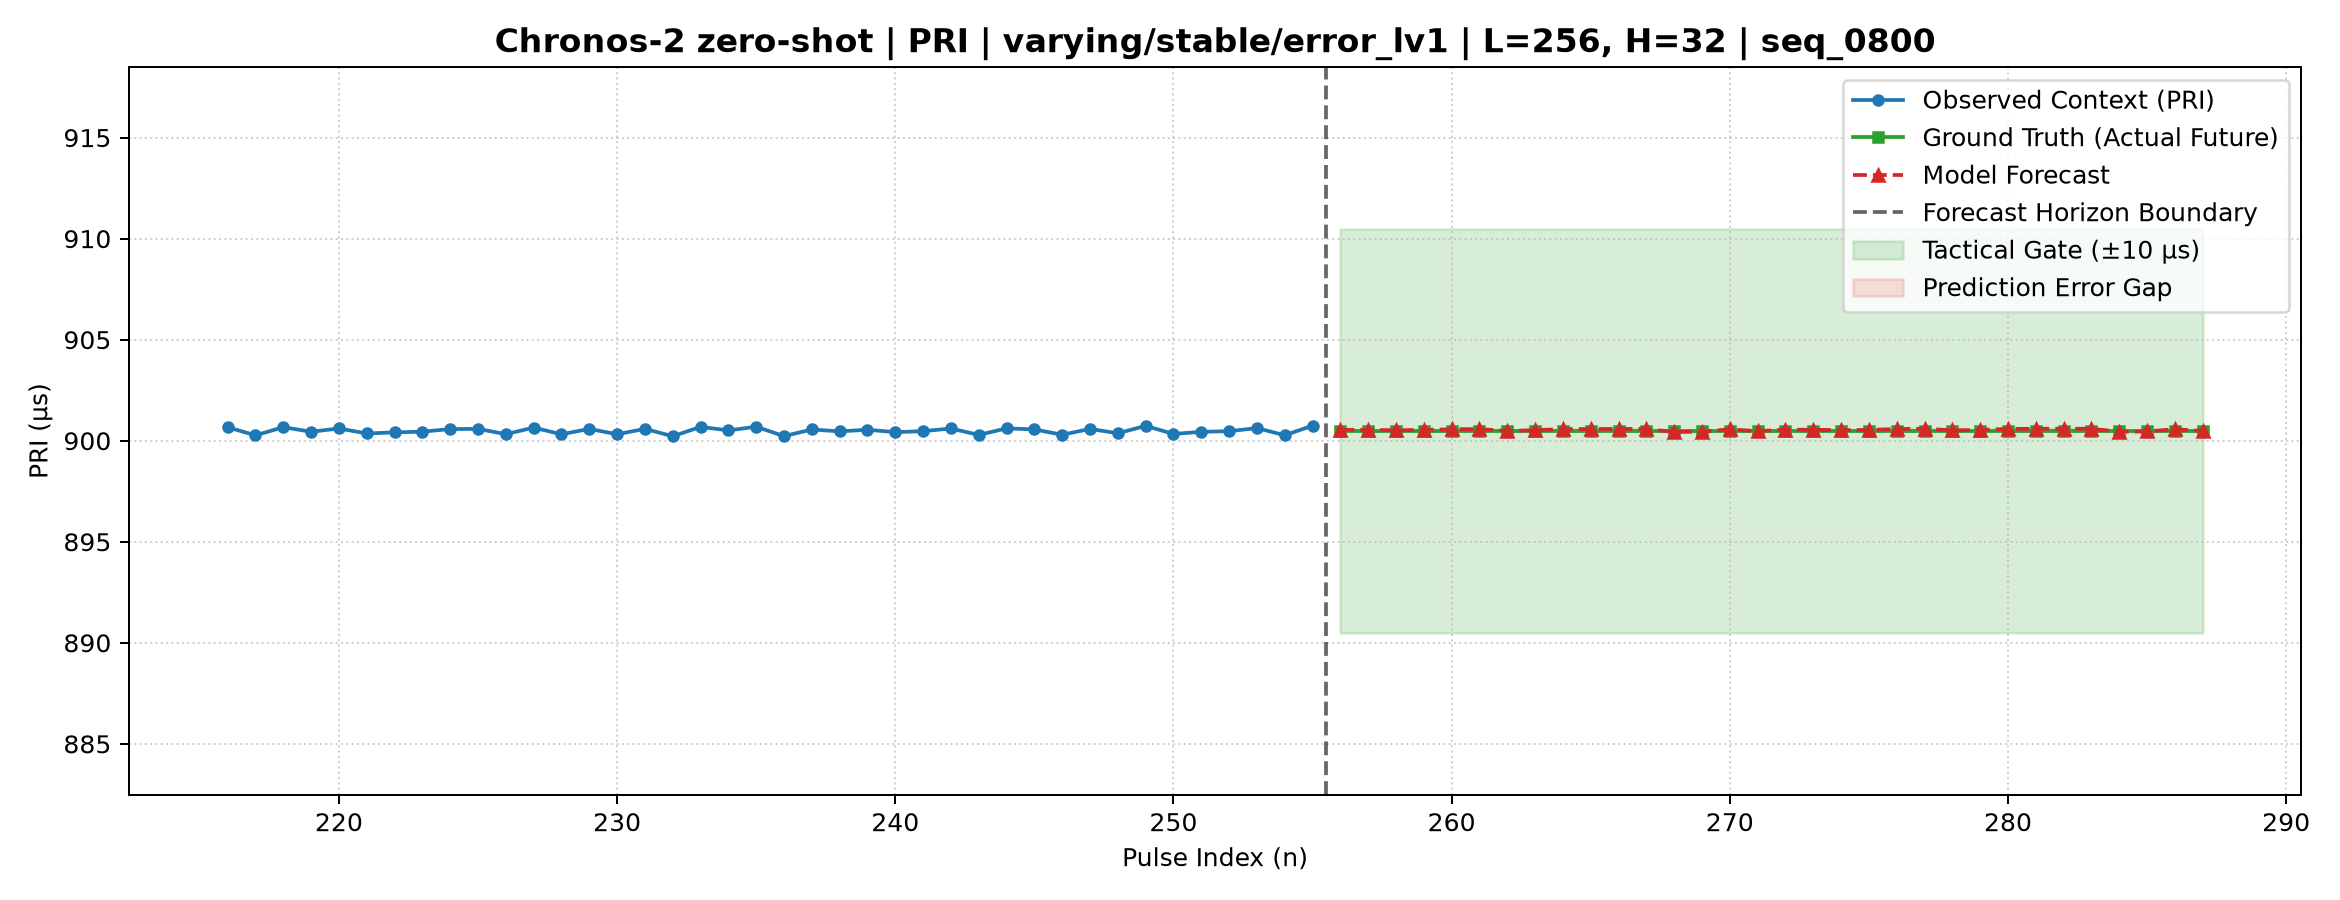 Chronos-2 zero-shot | PRI | varying/stable/error_lv1 | L=256, H=32 | seq_0800
Observed Context (PRI)
Ground Truth (Actual Future)
Model Forecast
Forecast Horizon Boundary
Tactical Gate (±10 µs)
Prediction Error Gap
PRI (µs)
915
910
905
900
895
890
885
220 230 240 250 260 270 280 290
Pulse Index (n)